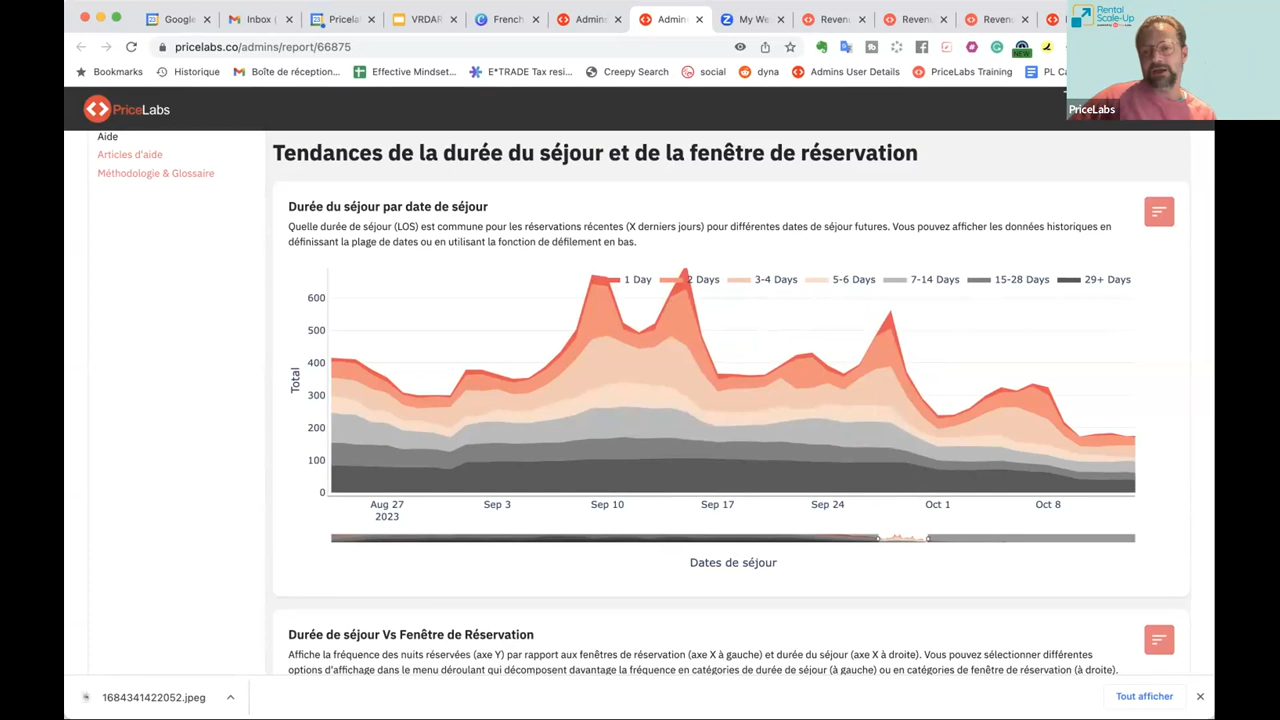 Google
Inbox (
Pricela
VRDAR
French
Admin
Admin
My We
Revenu
Revenu
Revenu
Rental
Scale-Up
pricelabs.co/admins/report/66875
NEW
Bookmarks
Historique
Boîte de réception...
Effective Mindset...
E*TRADE Tax resi...
Creepy Search
social
dyna
Admins User Details
PriceLabs Training
PL Ca
PriceLabs
PriceLabs
Aide
Articles d'aide
Méthodologie & Glossaire
Tendances de la durée du séjour et de la fenêtre de réservation
Durée du séjour par date de séjour
Quelle durée de séjour (LOS) est commune pour les réservations récentes (X derniers jours) pour différentes dates de séjour futures. Vous pouvez afficher les données historiques en
définissant la plage de dates ou en utilisant la fonction de défilement en bas.
1 Day
2 Days
3-4 Days
5-6 Days
7-14 Days
15-28 Days
29+ Days
600
500
400
300
200
100
0
Total
Aug 27
2023
Sep 3
Sep 10
Sep 17
Sep 24
Oct 1
Oct 8
Dates de séjour
Durée de séjour Vs Fenêtre de Réservation
Affiche la fréquence des nuits réservées (axe Y) par rapport aux fenêtres de réservation (axe X à gauche) et durée du séjour (axe X à droite). Vous pouvez sélectionner différentes
options d'affichage dans le menu déroulant qui décomposent davantage la fréquence en catégories de durée de séjour (à gauche) ou en catégories de fenêtre de réservation (à droite).
1684341422052.jpeg
Tout afficher